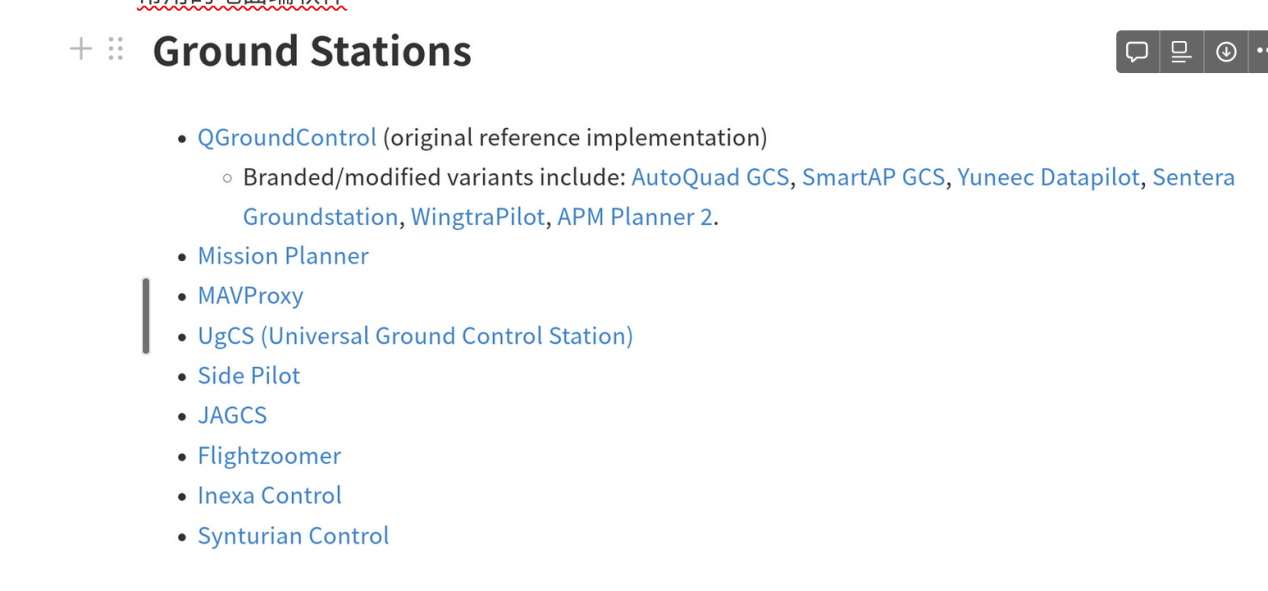 Ground Stations
QGroundControl (original reference implementation)
Branded/modified variants include: AutoQuad GCS, SmartAP GCS, Yuneec Datapilot, Sentera
Groundstation, WingtraPilot, APM Planner 2.
Mission Planner
MAVProxy
UgCS (Universal Ground Control Station)
Side Pilot
JAGCS
Flightzoomer
Inexa Control
Synturian Control